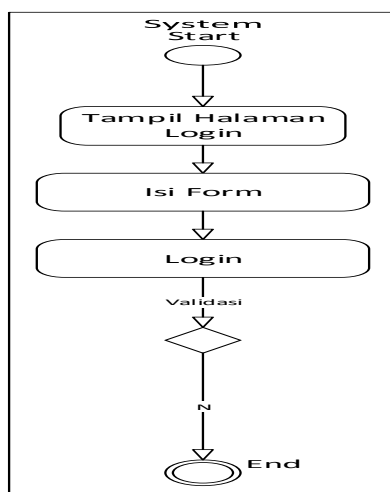 System
Start
Tampil Halaman
Login
Isi Form
Login
Validasi
N
End